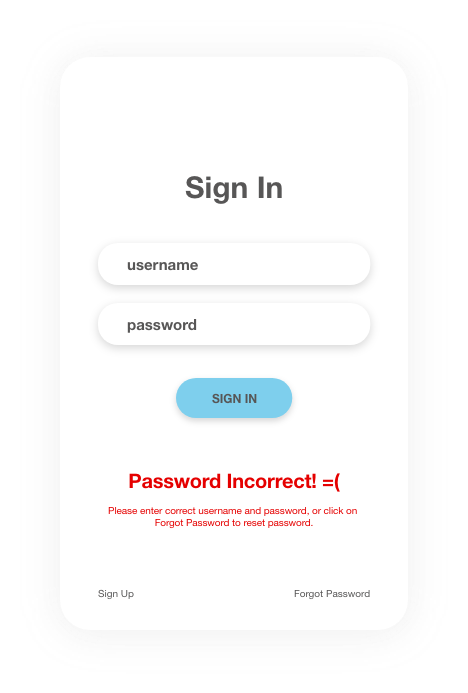 Sign In
username
password
SIGN IN
Password Incorrect! =(
Please enter correct username and password, or click on
Forgot Password to reset password.
Sign Up
Forgot Password